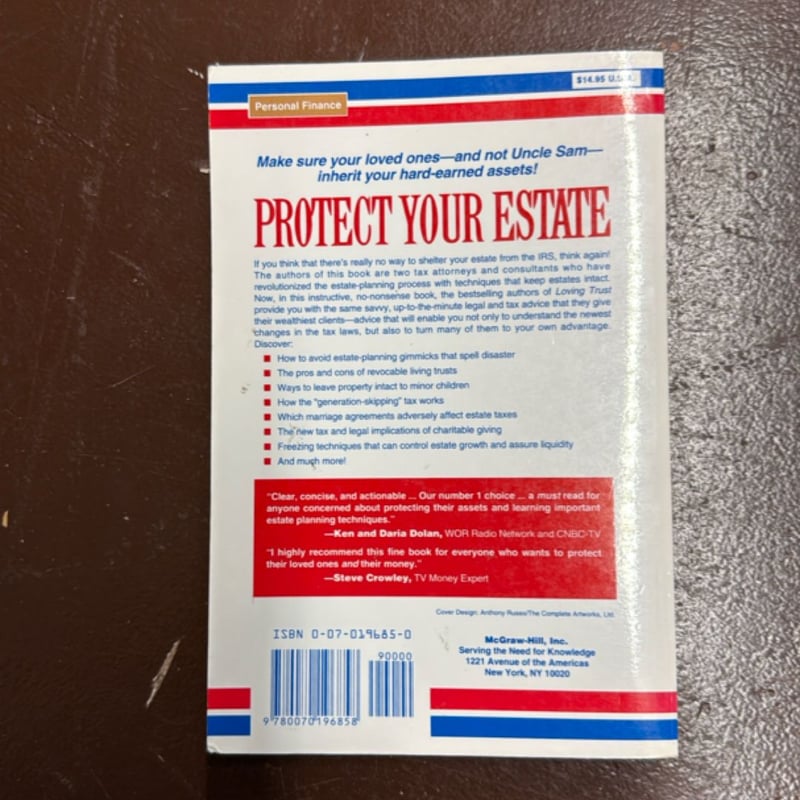 $14.95 U.S.A.
Personal Finance
Make sure your loved ones—and not Uncle Sam—
inherit your hard-earned assets!
PROTECT YOUR ESTATE
If you think that there's really no way to shelter your estate from the IRS, think again!
The authors of this book are two tax attorneys and consultants who have
revolutionized the estate-planning process with techniques that keep estates intact.
Now, in this instructive, no-nonsense book, the bestselling authors of Loving Trust
provide you with the same savvy, up-to-the-minute legal and tax advice that they give
their wealthiest clients—advice that will enable you not only to understand the newest
changes in the tax laws, but also to turn many of them to your own advantage.
Discover:
■ How to avoid estate-planning gimmicks that spell disaster
■ The pros and cons of revocable living trusts
■ Ways to leave property intact to minor children
■ How the "generation-skipping" tax works
■ Which marriage agreements adversely affect estate taxes
■ The new tax and legal implications of charitable giving
■ Freezing techniques that can control estate growth and assure liquidity
■ And much more!
"Clear, concise, and actionable ... Our number 1 choice ... a must read for
anyone concerned about protecting their assets and learning important
estate planning techniques."
—Ken and Daria Dolan, WOR Radio Network and CNBC-TV
"I highly recommend this fine book for everyone who wants to protect
their loved ones and their money."
—Steve Crowley, TV Money Expert
Cover Design: Anthony Russo/The Complete Artworks, Ltd.
ISBN 0-07-019685-0
90000
9 780070 196858
McGraw-Hill, Inc.
Serving the Need for Knowledge
1221 Avenue of the Americas
New York, NY 10020